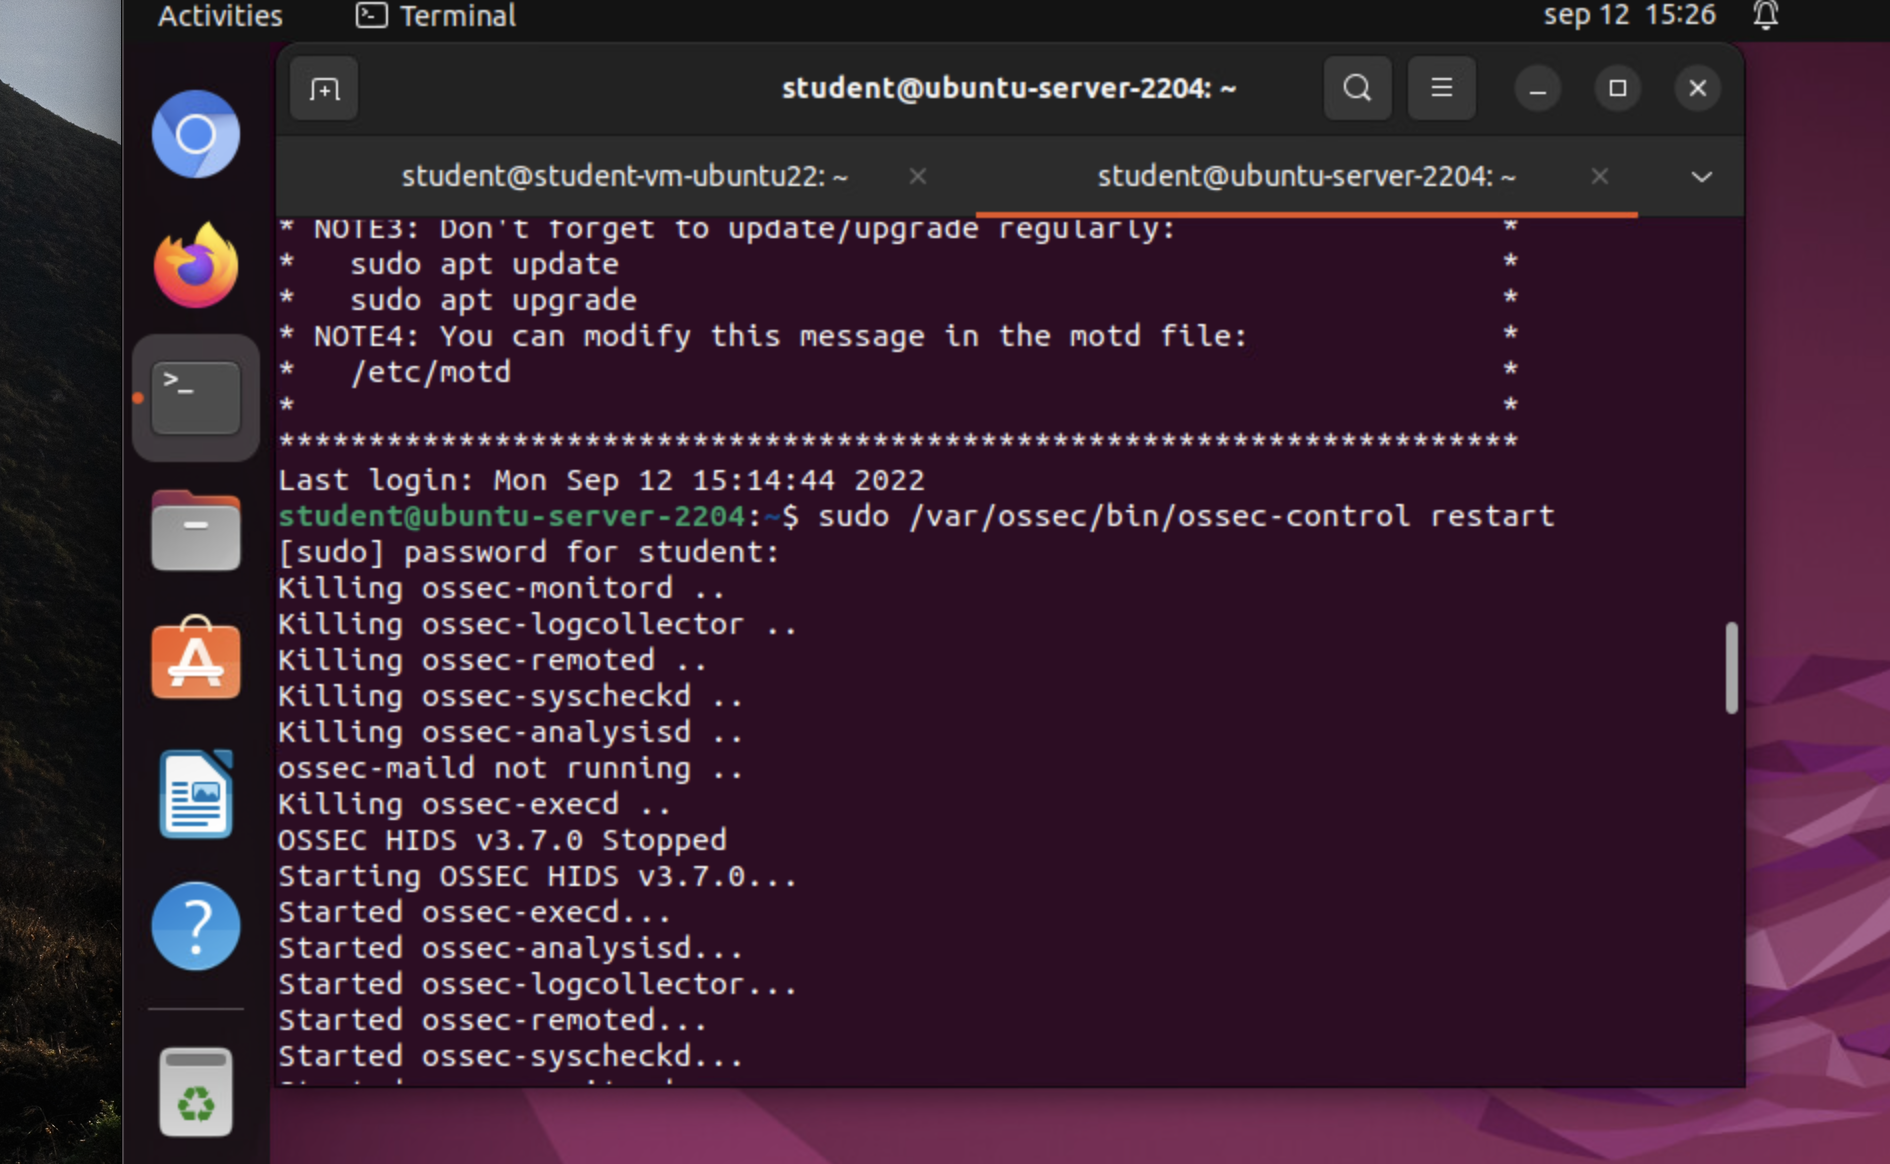 Activities
Terminal
sep 12 15:26
student@ubuntu-server-2204: ~
student@student-vm-ubuntu22: ~
student@ubuntu-server-2204: ~
* NOTE3: Don't forget to update/upgrade regularly: *
* sudo apt update *
* sudo apt upgrade *
* NOTE4: You can modify this message in the motd file: *
* /etc/motd *
* *
*********************************************************************
Last login: Mon Sep 12 15:14:44 2022
student@ubuntu-server-2204:~$ sudo /var/ossec/bin/ossec-control restart
[sudo] password for student:
Killing ossec-monitord ..
Killing ossec-logcollector ..
Killing ossec-remoted ..
Killing ossec-syscheckd ..
Killing ossec-analysisd ..
ossec-maild not running ..
Killing ossec-execd ..
OSSEC HIDS v3.7.0 Stopped
Starting OSSEC HIDS v3.7.0...
Started ossec-execd...
Started ossec-analysisd...
Started ossec-logcollector...
Started ossec-remoted...
Started ossec-syscheckd...